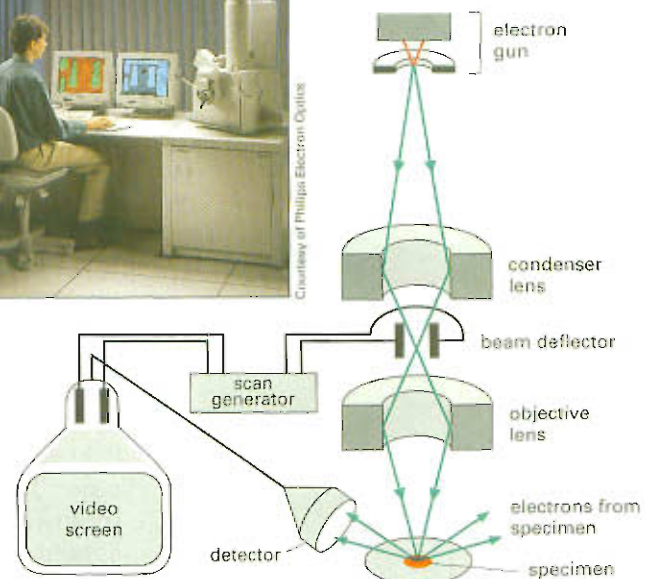 electron
gun
Courtesy of Philips Electron Optics
condenser
lens
beam deflector
scan
generator
objective
lens
video
screen
electrons from
specimen
detector
specimen